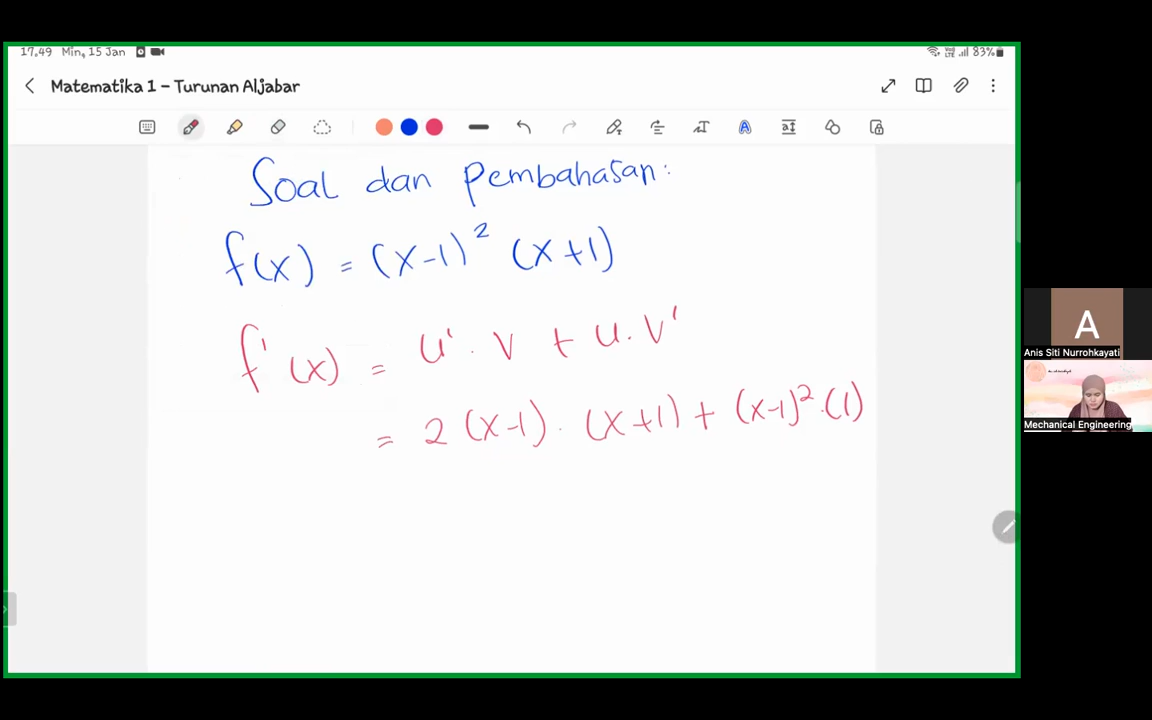 17.49 Min, 15 Jan
83%
Matematika 1 – Turunan Aljabar
Soal dan Pembahasan:
f(x) = (x-1)² (x+1)
f'(x) = u'. v + u. v'
= 2 (x-1) . (x+1) + (x-1)².(1)
A
Anis Siti Nurrohkayati
Mechanical Engineering